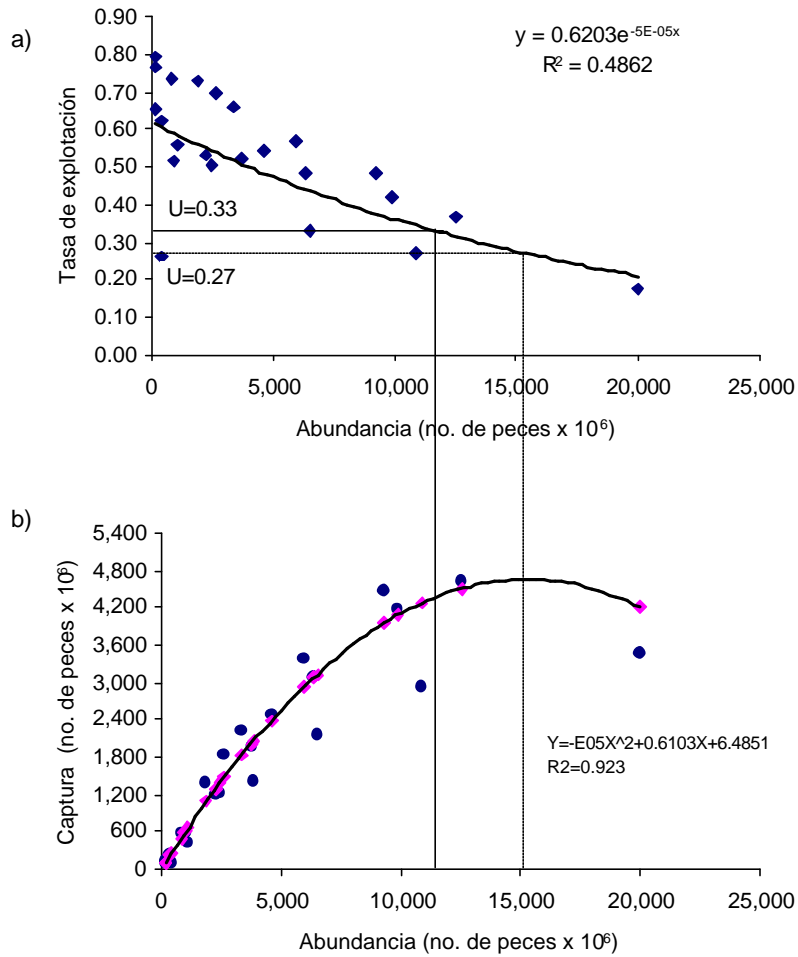 a)
y = 0.6203e-5E-05x
R² = 0.4862
0.90
0.80
0.70
0.60
0.50
0.40
0.30
0.20
0.10
0.00
Tasa de explotación
U=0.33
U=0.27
0 5,000 10,000 15,000 20,000 25,000
Abundancia (no. de peces x 10⁶)
b)
5,400
4,800
4,200
3,600
3,000
2,400
1,800
1,200
600
0
Captura (no. de peces x 10⁶)
Y=-E05X^2+0.6103X+6.4851
R2=0.923
0 5,000 10,000 15,000 20,000 25,000
Abundancia (no. de peces x 10⁶)